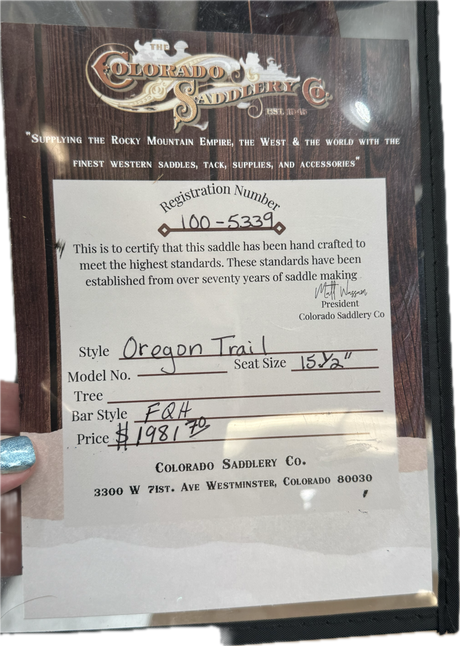 THE
COLORADO
SADDLERY CO.
EST. 1945
"SUPPLYING THE ROCKY MOUNTAIN EMPIRE, THE WEST & THE WORLD WITH THE
FINEST WESTERN SADDLES, TACK, SUPPLIES, AND ACCESSORIES"
Registration Number
100-5339
This is to certify that this saddle has been hand crafted to
meet the highest standards. These standards have been
established from over seventy years of saddle making
President
Colorado Saddlery Co
Style Oregon Trail
Model No. Seat Size 15 1/2"
Tree
Bar Style FQH
Price $1981 70
COLORADO SADDLERY CO.
3300 W 71ST. AVE WESTMINSTER, COLORADO 80030